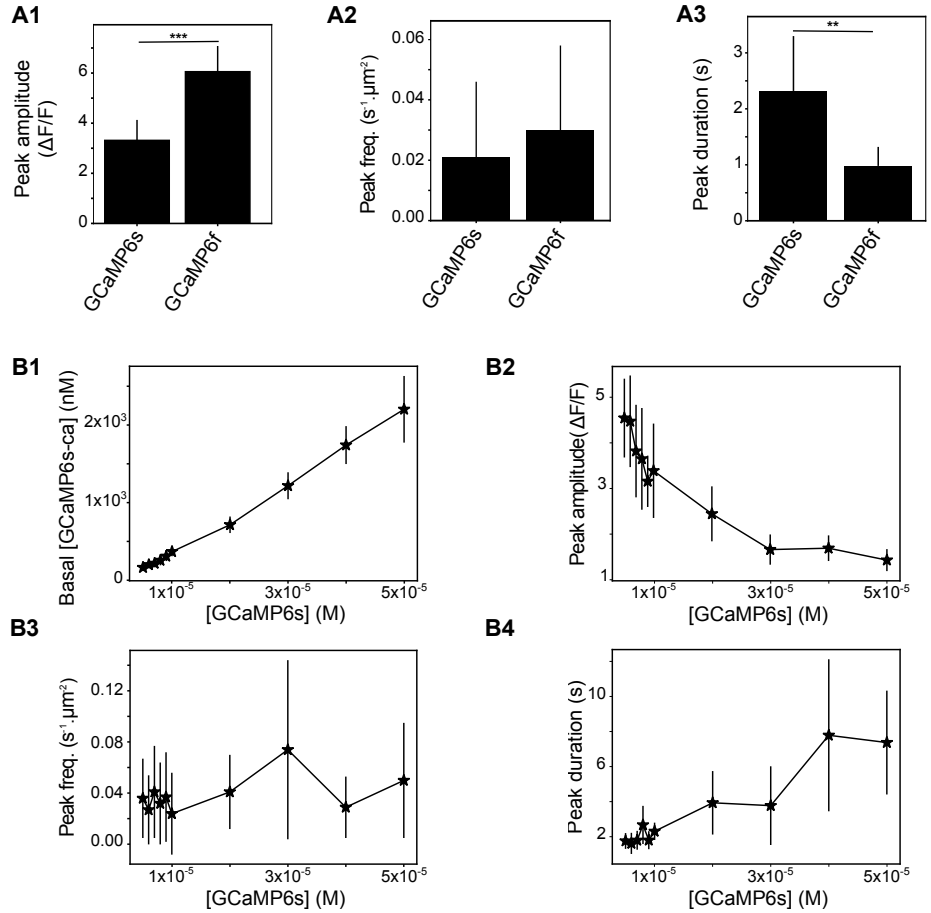 A1
Peak amplitude
(ΔF/F)
6
4
2
0
***
GCaMP6s
GCaMP6f
A2
Peak freq. (s⁻¹.μm⁻²)
0.06
0.04
0.02
0.00
GCaMP6s
GCaMP6f
A3
Peak duration (s)
3
2
1
0
**
GCaMP6s
GCaMP6f
B1
Basal [GCaMP6s-ca] (nM)
2x10³
1x10³
0
1x10⁻⁵
3x10⁻⁵
5x10⁻⁵
[GCaMP6s] (M)
B2
Peak amplitude(ΔF/F)
5
3
1
1x10⁻⁵
3x10⁻⁵
5x10⁻⁵
[GCaMP6s] (M)
B3
Peak freq. (s⁻¹.μm⁻²)
0.12
0.08
0.04
0.00
1x10⁻⁵
3x10⁻⁵
5x10⁻⁵
[GCaMP6s] (M)
B4
Peak duration (s)
10
6
2
1x10⁻⁵
3x10⁻⁵
5x10⁻⁵
[GCaMP6s] (M)